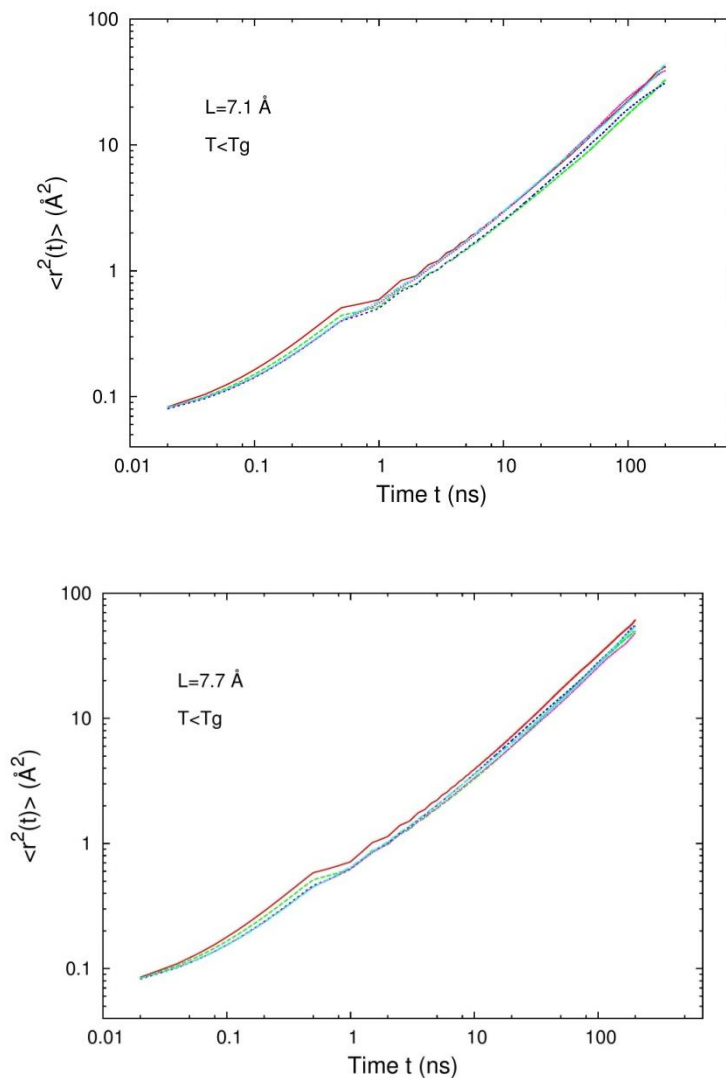 100
L=7.1 Å
T<Tg
10
<r²(t)> (Å²)
1
0.1
0.01 0.1 1 10 100
Time t (ns)
100
L=7.7 Å
T<Tg
10
<r²(t)> (Å²)
1
0.1
0.01 0.1 1 10 100
Time t (ns)